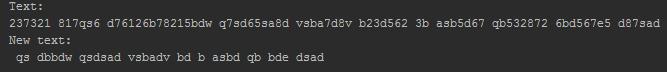 Text:
237321 817qs6 d76126b78215bdw q7sd65sa8d vsba7d8v b23d562 3b asb5d67 qb532872 6bd567e5 d87sad
New text:
 qs dbbdw qsdsad vsbadv bd b asbd qb bde dsad